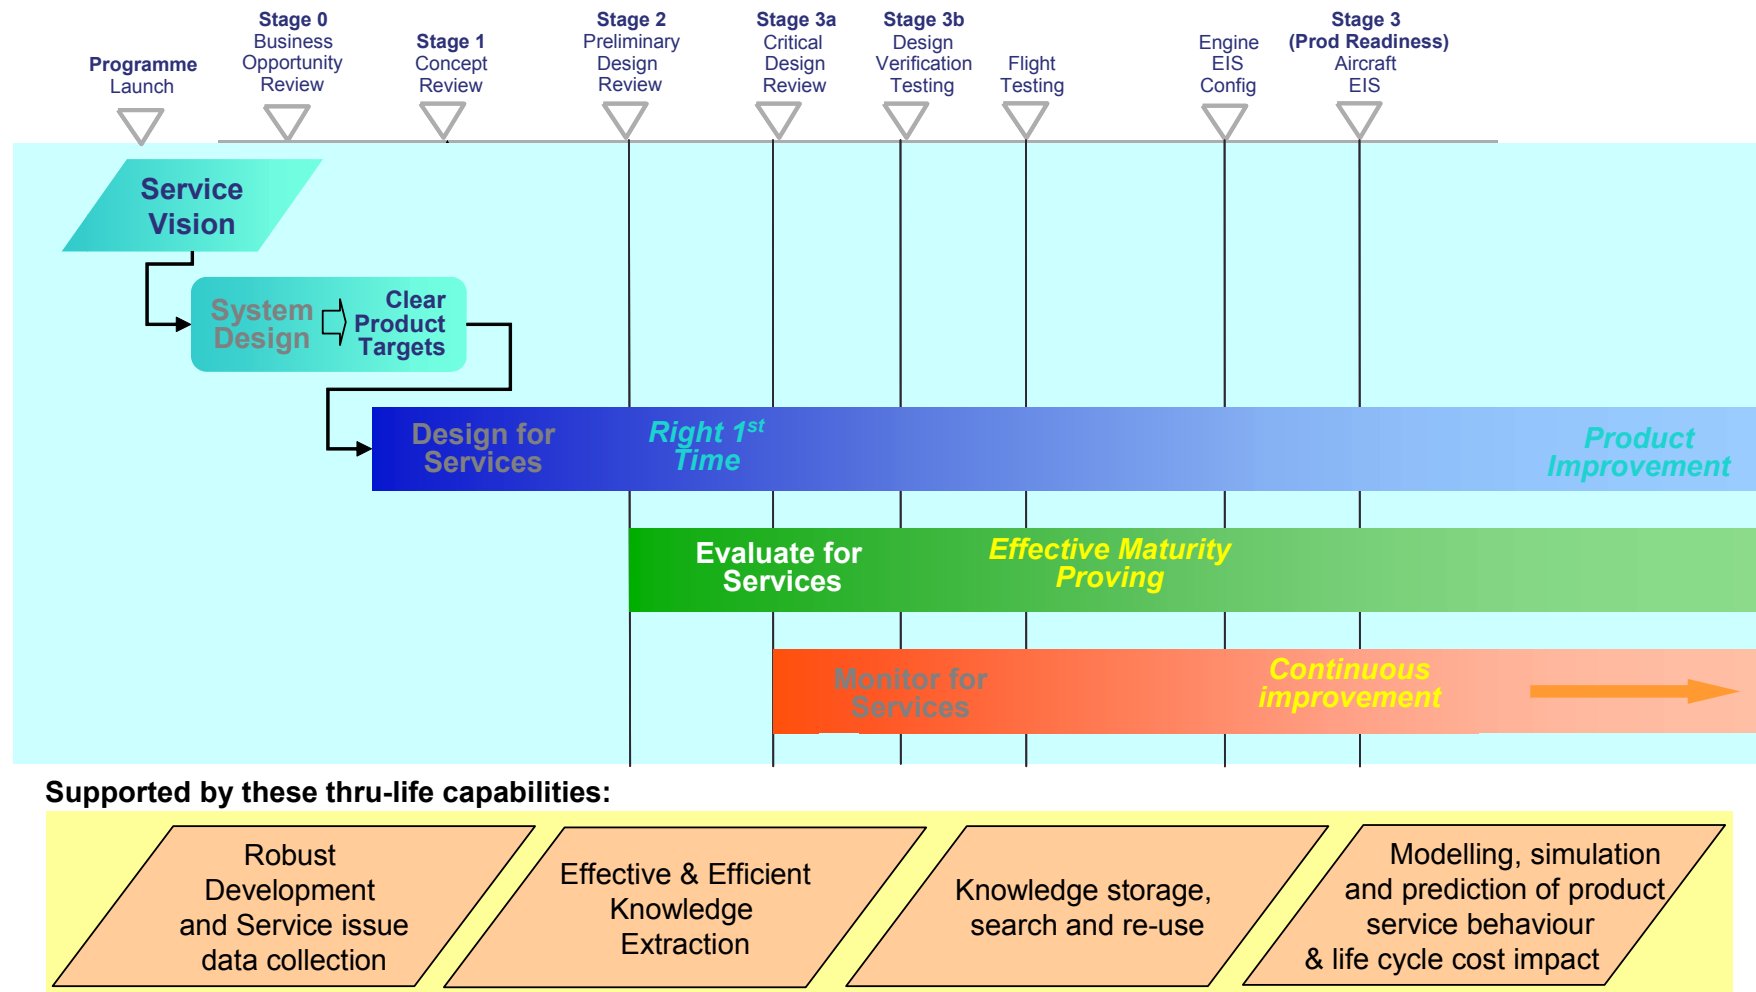 Programme
Launch
Stage 0
Business
Opportunity
Review
Stage 1
Concept
Review
Stage 2
Preliminary
Design
Review
Stage 3a
Critical
Design
Review
Stage 3b
Design
Verification
Testing
Flight
Testing
Engine
EIS
Config
Stage 3
(Prod Readiness)
Aircraft
EIS
Service
Vision
System
Design
Clear
Product
Targets
Design for
Services
Right 1st
Time
Product
Improvement
Evaluate for
Services
Effective Maturity
Proving
Monitor for
Services
Continuous
improvement
Supported by these thru-life capabilities:
Robust
Development
and Service issue
data collection
Effective & Efficient
Knowledge
Extraction
Knowledge storage,
search and re-use
Modelling, simulation
and prediction of product
service behaviour
& life cycle cost impact